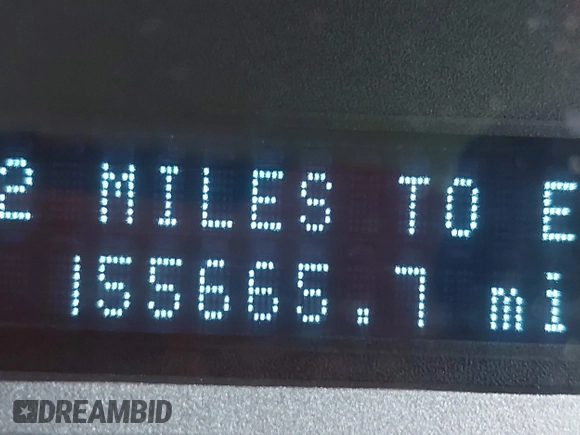 2 MILES TO E
155665.7 mi
DREAMBID